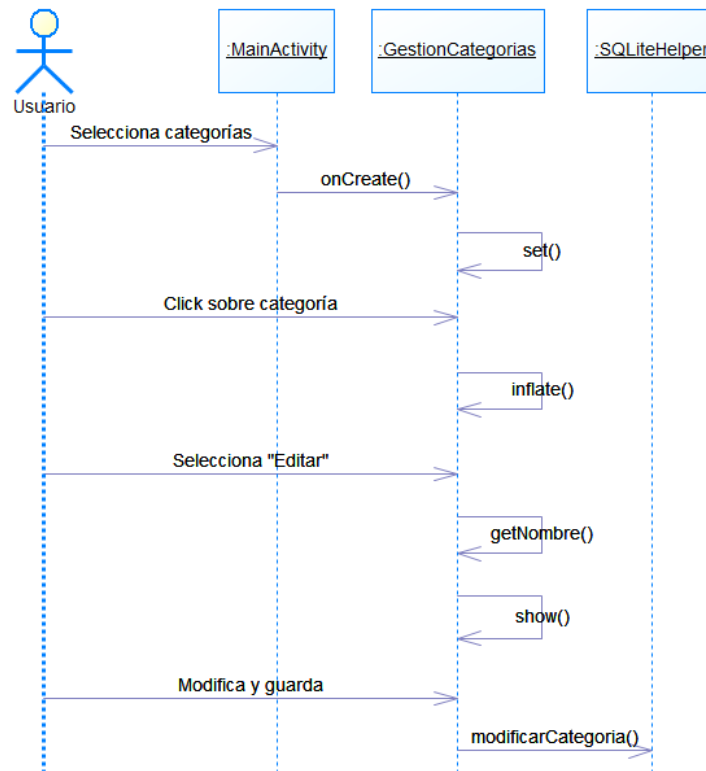 :MainActivity
:GestionCategorias
:SQLiteHelper
Usuario
Selecciona categorías
onCreate()
set()
Click sobre categoría
inflate()
Selecciona "Editar"
getNombre()
show()
Modifica y guarda
modificarCategoria()